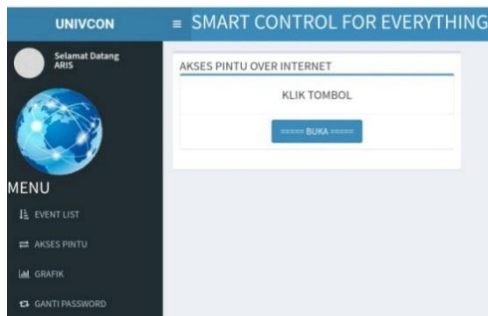 UNIVCON
≡ SMART CONTROL FOR EVERYTHING
Selamat Datang
ARIS
AKSES PINTU OVER INTERNET
KLIK TOMBOL
===== BUKA =====
MENU
EVENT LIST
AKSES PINTU
GRAFIK
GANTI PASSWORD